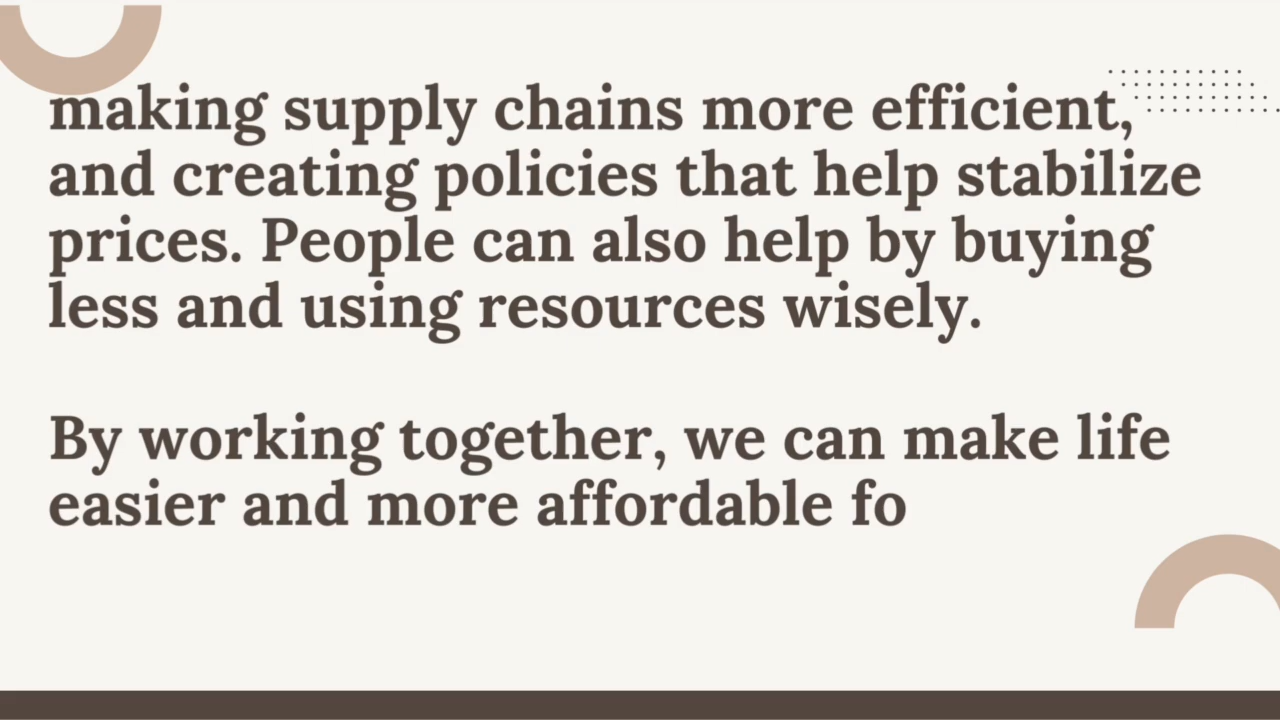 making supply chains more efficient,
and creating policies that help stabilize
prices. People can also help by buying
less and using resources wisely.
By working together, we can make life
easier and more affordable fo